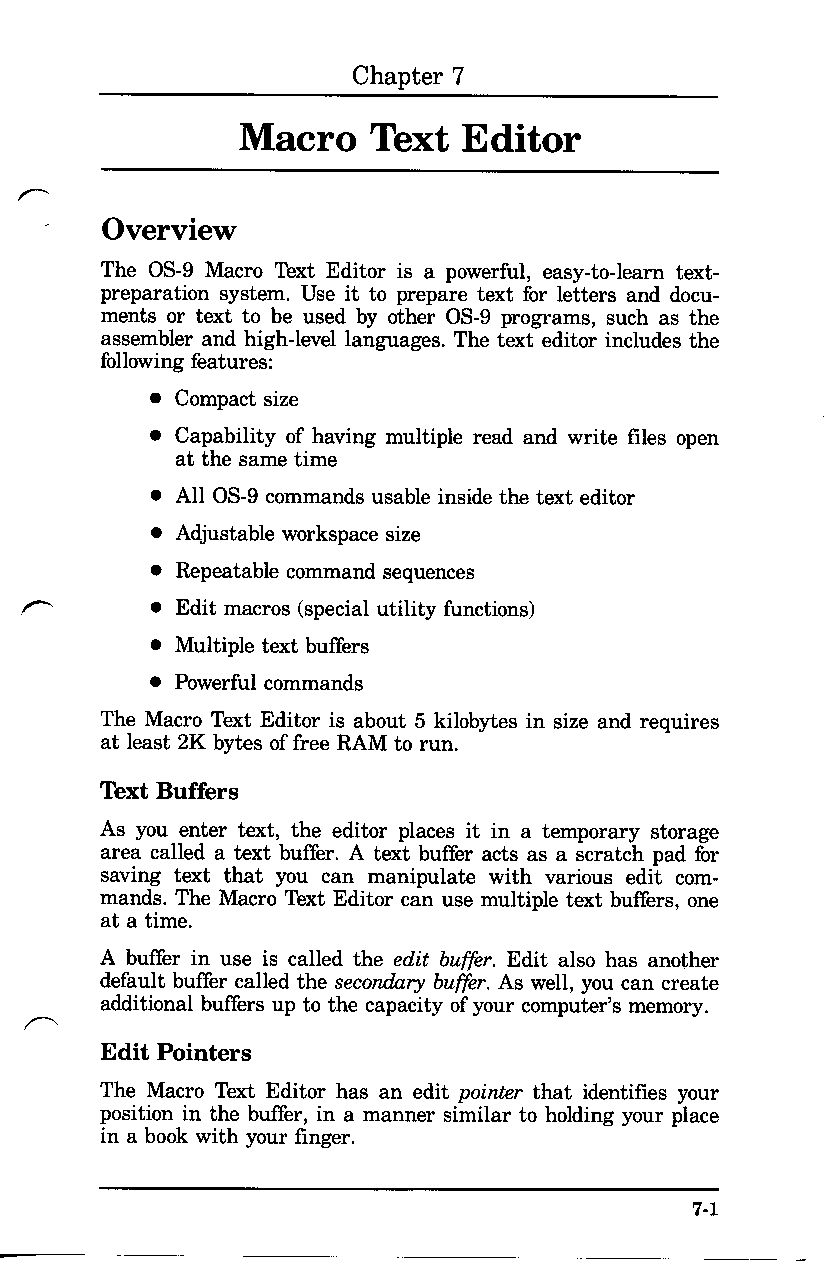 Chapter 7
Macro Text Editor
Overview
The OS-9 Macro Text Editor is a powerful, easy-to-learn text-
preparation system. Use it to prepare text for letters and docu-
ments or text to be used by other OS-9 programs, such as the
assembler and high-level languages. The text editor includes the
following features:
• Compact size
• Capability of having multiple read and write files open
at the same time
• All OS-9 commands usable inside the text editor
• Adjustable workspace size
• Repeatable command sequences
• Edit macros (special utility functions)
• Multiple text buffers
• Powerful commands
The Macro Text Editor is about 5 kilobytes in size and requires
at least 2K bytes of free RAM to run.
Text Buffers
As you enter text, the editor places it in a temporary storage
area called a text buffer. A text buffer acts as a scratch pad for
saving text that you can manipulate with various edit com-
mands. The Macro Text Editor can use multiple text buffers, one
at a time.
A buffer in use is called the edit buffer. Edit also has another
default buffer called the secondary buffer. As well, you can create
additional buffers up to the capacity of your computer's memory.
Edit Pointers
The Macro Text Editor has an edit pointer that identifies your
position in the buffer, in a manner similar to holding your place
in a book with your finger.
7-1